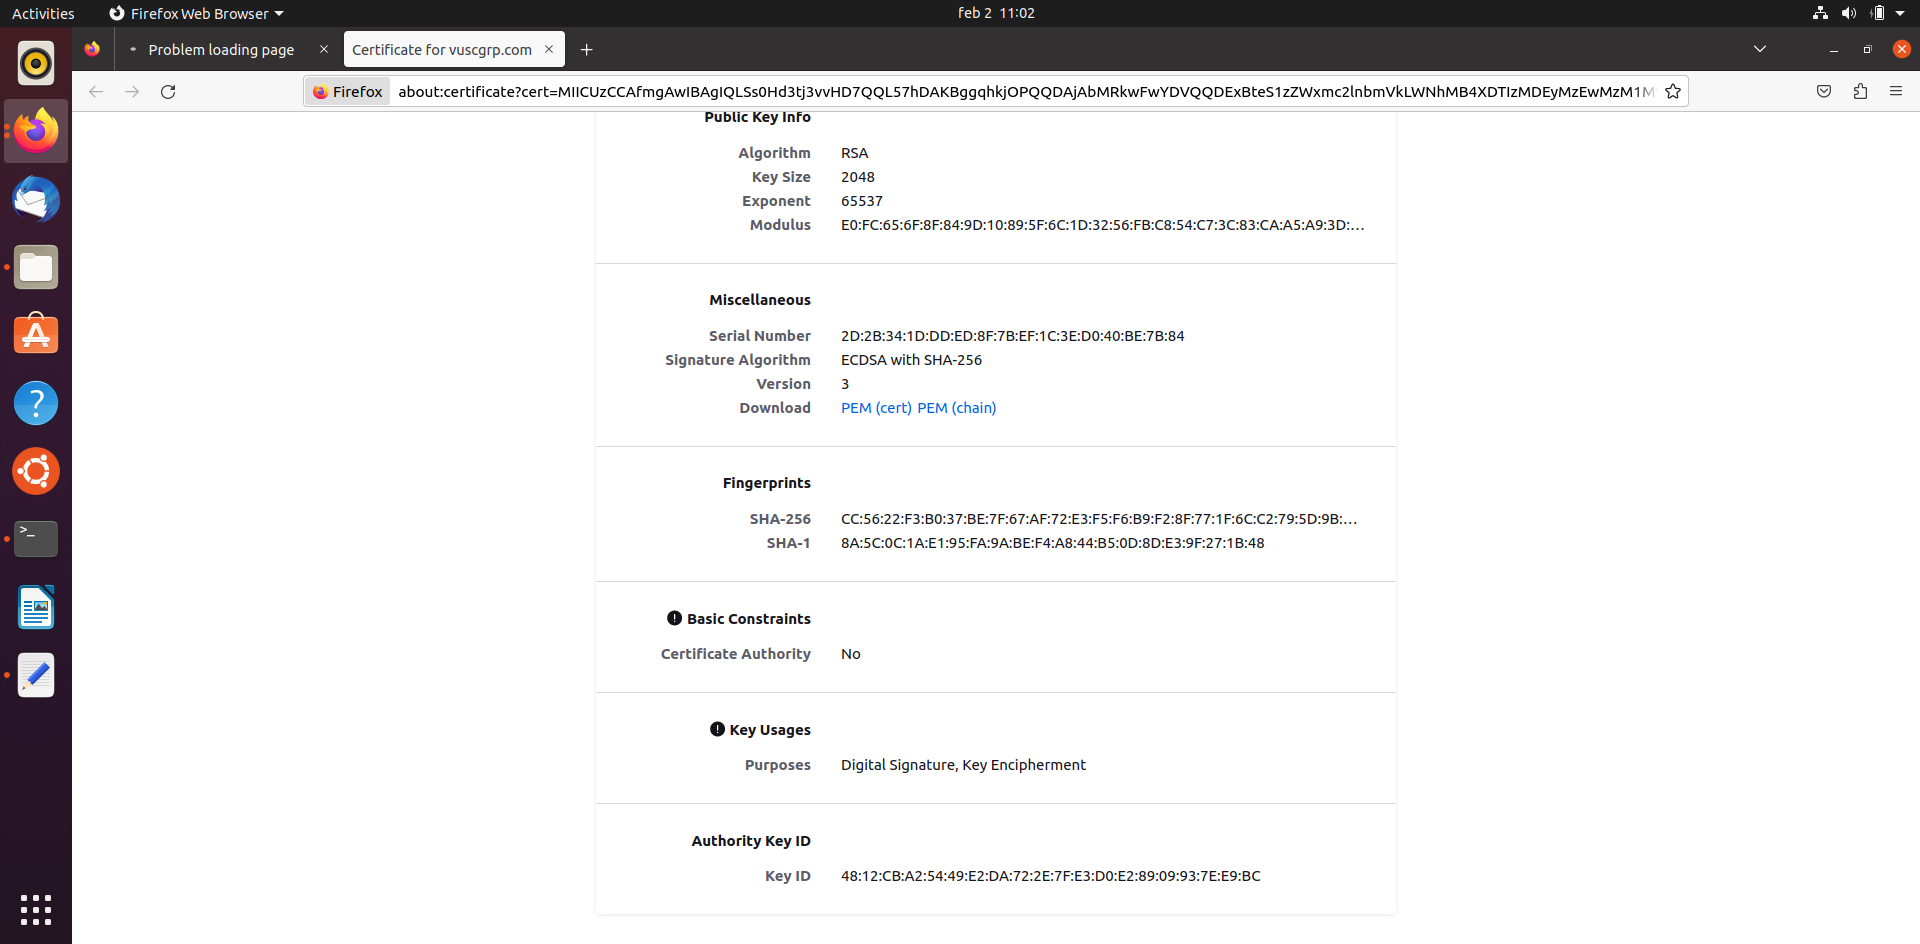 Activities
Firefox Web Browser
feb 2 11:02
Problem loading page
Certificate for vuscgrp.com
Firefox
about:certificate?cert=MIICUzCCAfmgAwIBAgIQLSs0Hd3tj3vvHD7QQL57hDAKBggqhkjOPQQDAjAbMRkwFwYDVQQDExBteS1zZWxmc2lnbmVkLWNhMB4XDTIzMDEyMzEwMzM1M
Public Key Info
Algorithm RSA
Key Size 2048
Exponent 65537
Modulus E0:FC:65:6F:8F:84:9D:10:89:5F:6C:1D:32:56:FB:C8:54:C7:3C:83:CA:A5:A9:3D:…
Miscellaneous
Serial Number 2D:2B:34:1D:DD:ED:8F:7B:EF:1C:3E:D0:40:BE:7B:84
Signature Algorithm ECDSA with SHA-256
Version 3
Download PEM (cert) PEM (chain)
Fingerprints
SHA-256 CC:56:22:F3:B0:37:BE:7F:67:AF:72:E3:F5:F6:B9:F2:8F:77:1F:6C:C2:79:5D:9B:…
SHA-1 8A:5C:0C:1A:E1:95:FA:9A:BE:F4:A8:44:B5:0D:8D:E3:9F:27:1B:48
Basic Constraints
Certificate Authority No
Key Usages
Purposes Digital Signature, Key Encipherment
Authority Key ID
Key ID 48:12:CB:A2:54:49:E2:DA:72:2E:7F:E3:D0:E2:89:09:93:7E:E9:BC